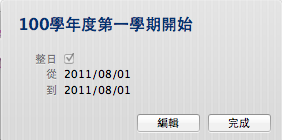 100學年度第一學期開始
整日
從 2011/08/01
到 2011/08/01
編輯 完成